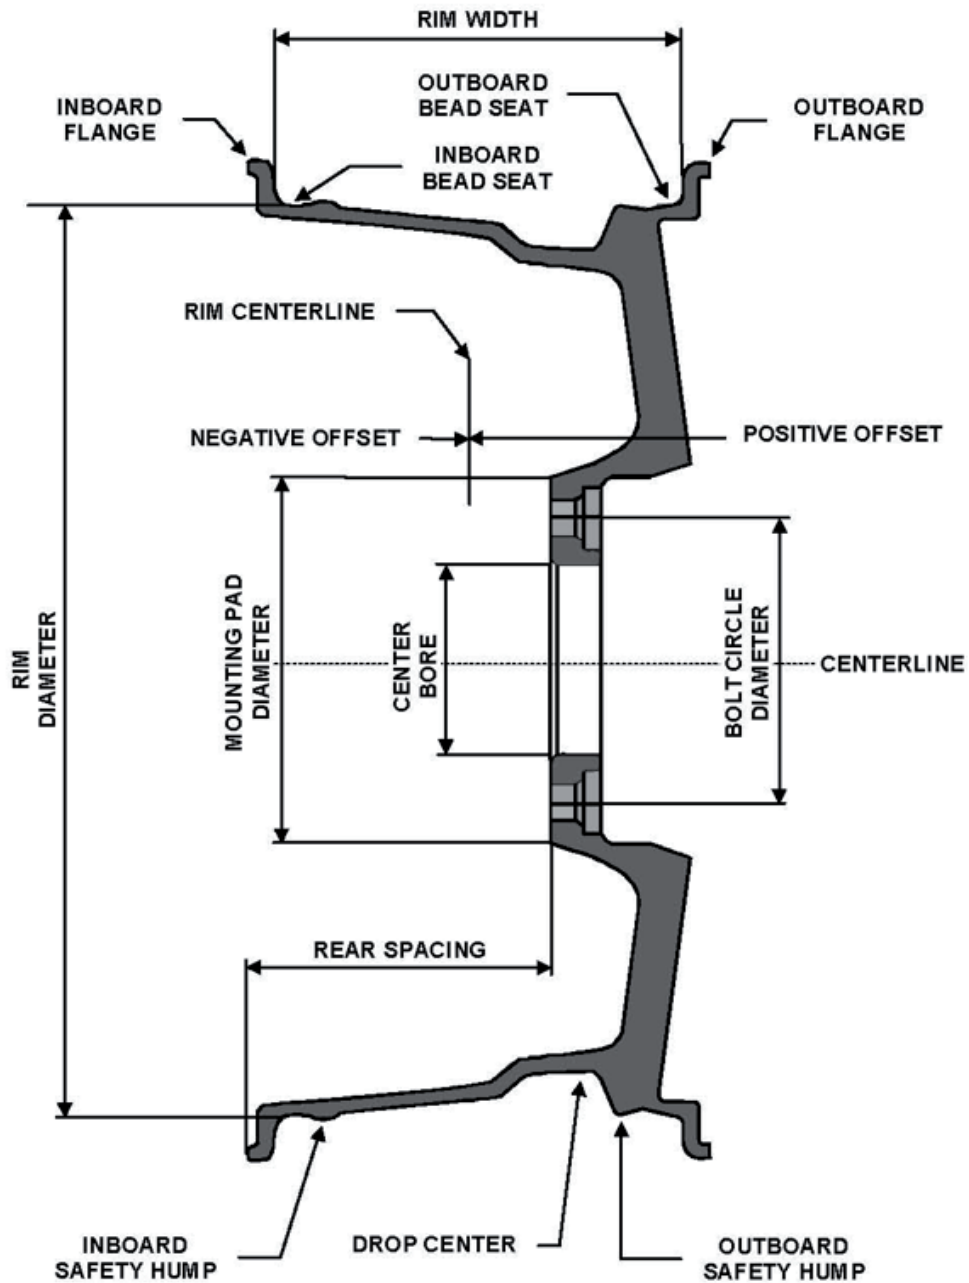 RIM WIDTH
OUTBOARD
BEAD SEAT
INBOARD
FLANGE
OUTBOARD
FLANGE
INBOARD
BEAD SEAT
RIM CENTERLINE
NEGATIVE OFFSET
POSITIVE OFFSET
RIM
DIAMETER
MOUNTING PAD
DIAMETER
CENTER
BORE
BOLT CIRCLE
DIAMETER
CENTERLINE
REAR SPACING
INBOARD
SAFETY HUMP
DROP CENTER
OUTBOARD
SAFETY HUMP